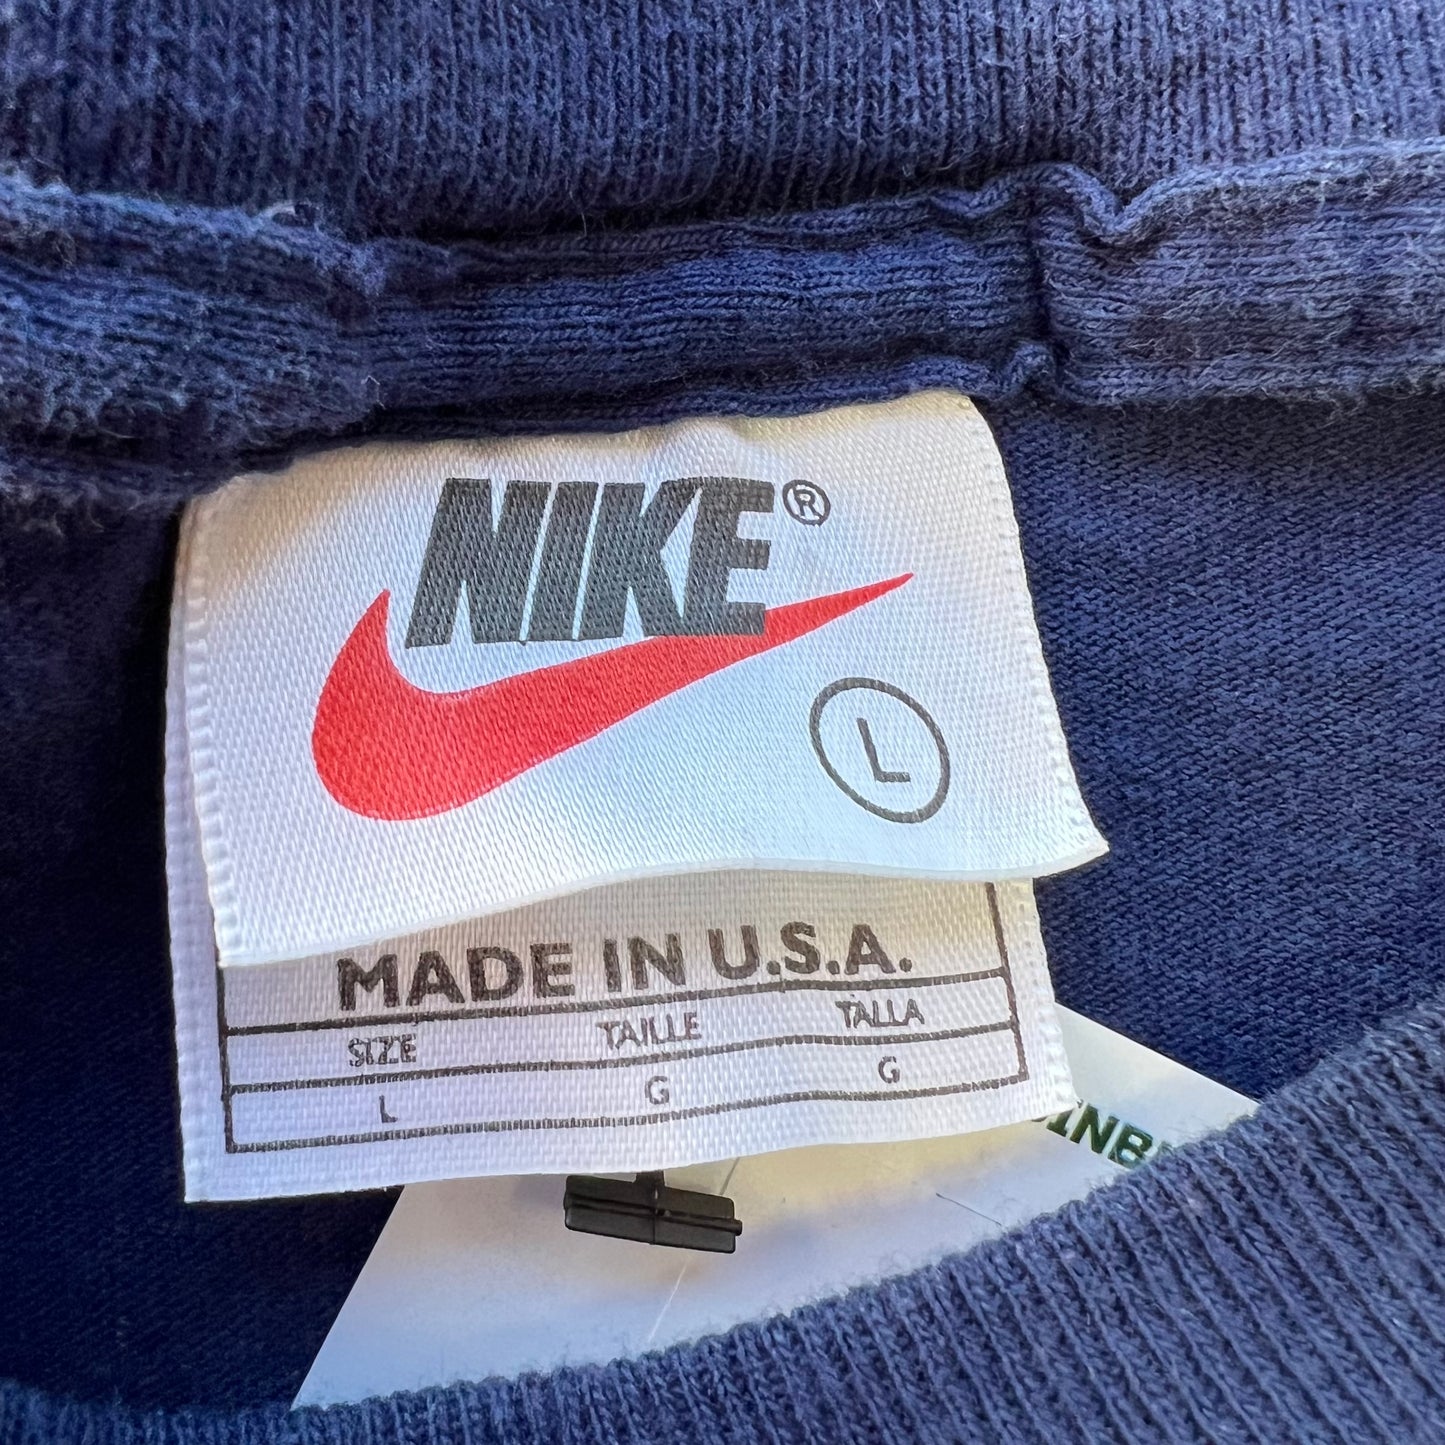 NIKE®
L
MADE IN U.S.A.
SIZE TAILLE TALLA
L G G